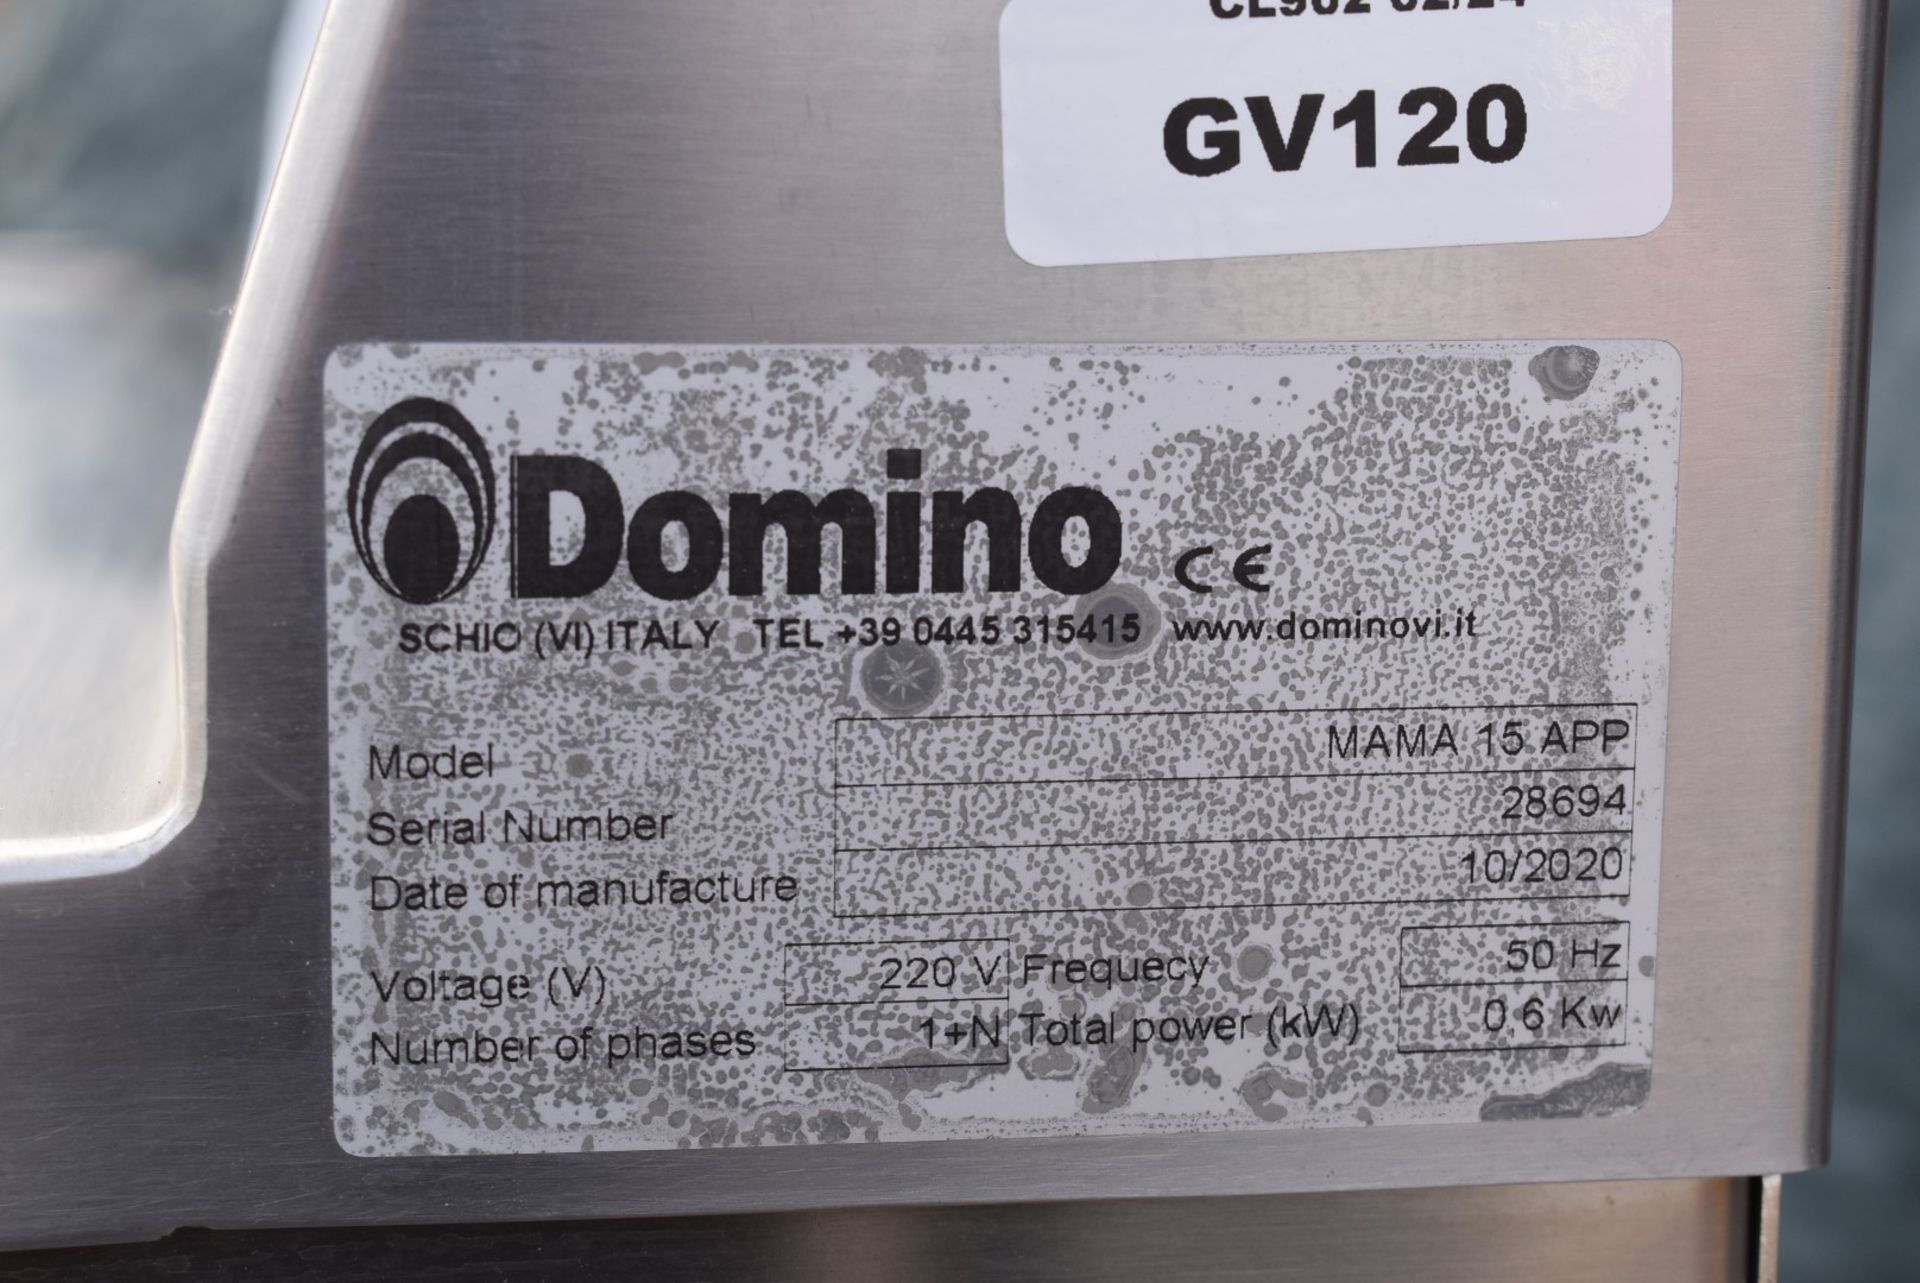 GV120
Domino CE
SCHIO (VI) ITALY TEL +39 0445 315415 www.dominovi.it
Model MAMA 15 APP
Serial Number 28694
Date of manufacture 10/2020
Voltage (V) 220 V Frequecy 50 Hz
Number of phases 1+N Total power (kW) 0 6 Kw